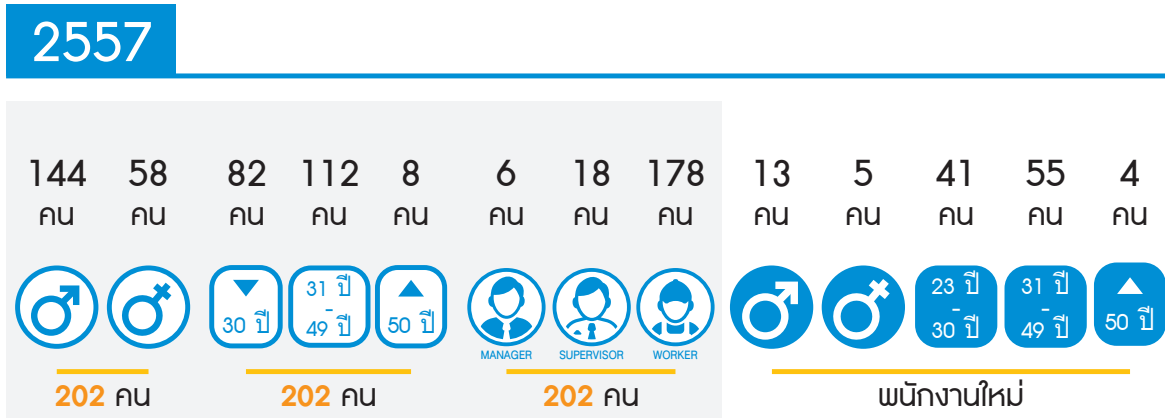 2557
144 58 82 112 8 6 18 178 13 5 41 55 4
คน คน คน คน คน คน คน คน คน คน คน คน คน
30 ปี
31 ปี
-
49 ปี
50 ปี
23 ปี
-
30 ปี
31 ปี
-
49 ปี
50 ปี
MANAGER SUPERVISOR WORKER
202 คน 202 คน 202 คน พนักงานใหม่